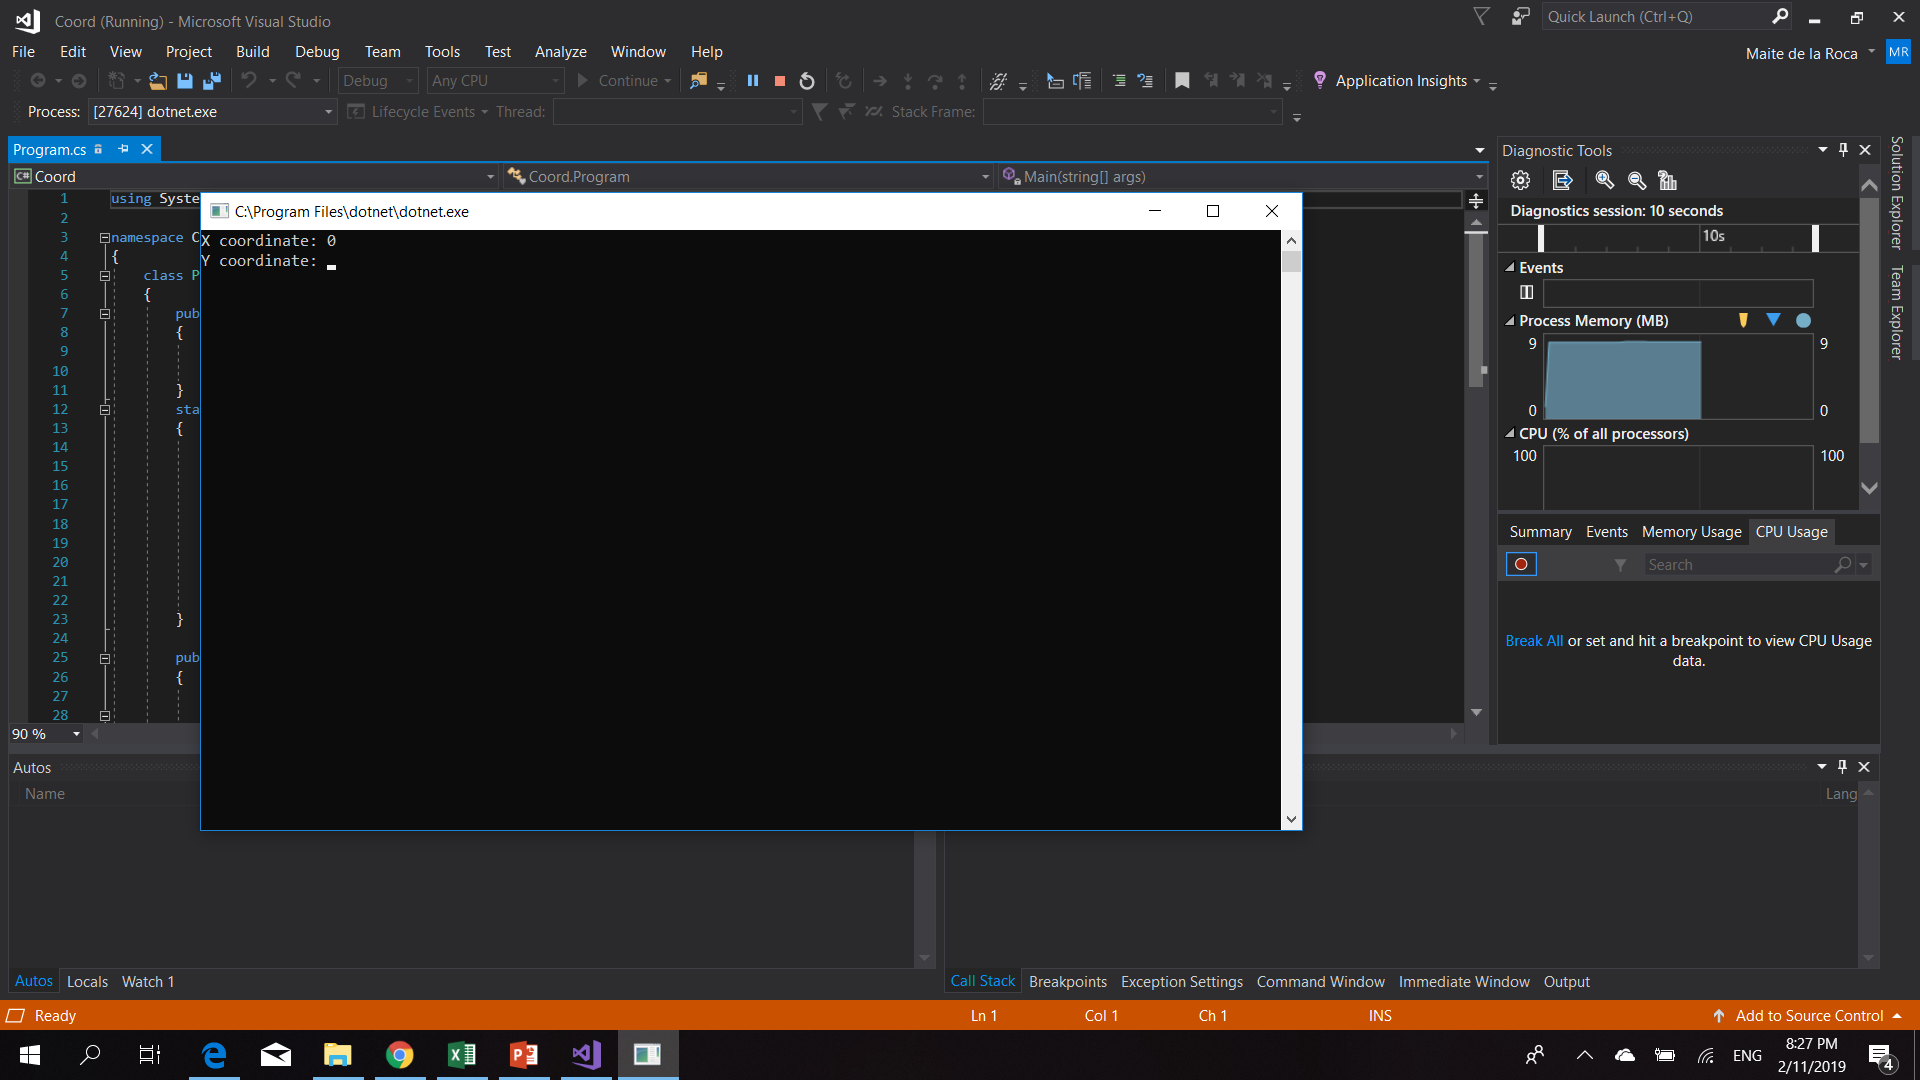 Coord (Running) - Microsoft Visual Studio
Quick Launch (Ctrl+Q)
File Edit View Project Build Debug Team Tools Test Analyze Window Help
Maite de la Roca MR
Debug Any CPU Continue Application Insights
Process: [27624] dotnet.exe Lifecycle Events Thread: Stack Frame:
Program.cs
Coord Coord.Program Main(string[] args)
1 using Syste
2
3 namespace C
4 {
5 class P
6 {
7 pub
8 {
9
10
11 }
12 sta
13 {
14
15
16
17
18
19
20
21
22
23 }
24
25 pub
26 {
27
28
90 %
C:\Program Files\dotnet\dotnet.exe
X coordinate: 0
Y coordinate:
Diagnostic Tools
Diagnostics session: 10 seconds
10s
Events
Process Memory (MB)
9 9
0 0
CPU (% of all processors)
100 100
Summary Events Memory Usage CPU Usage
Search
Break All or set and hit a breakpoint to view CPU Usage
data.
Solution Explorer
Team Explorer
Autos
Name
Lang
Autos Locals Watch 1
Call Stack Breakpoints Exception Settings Command Window Immediate Window Output
Ready Ln 1 Col 1 Ch 1 INS Add to Source Control
ENG 8:27 PM
2/11/2019
4